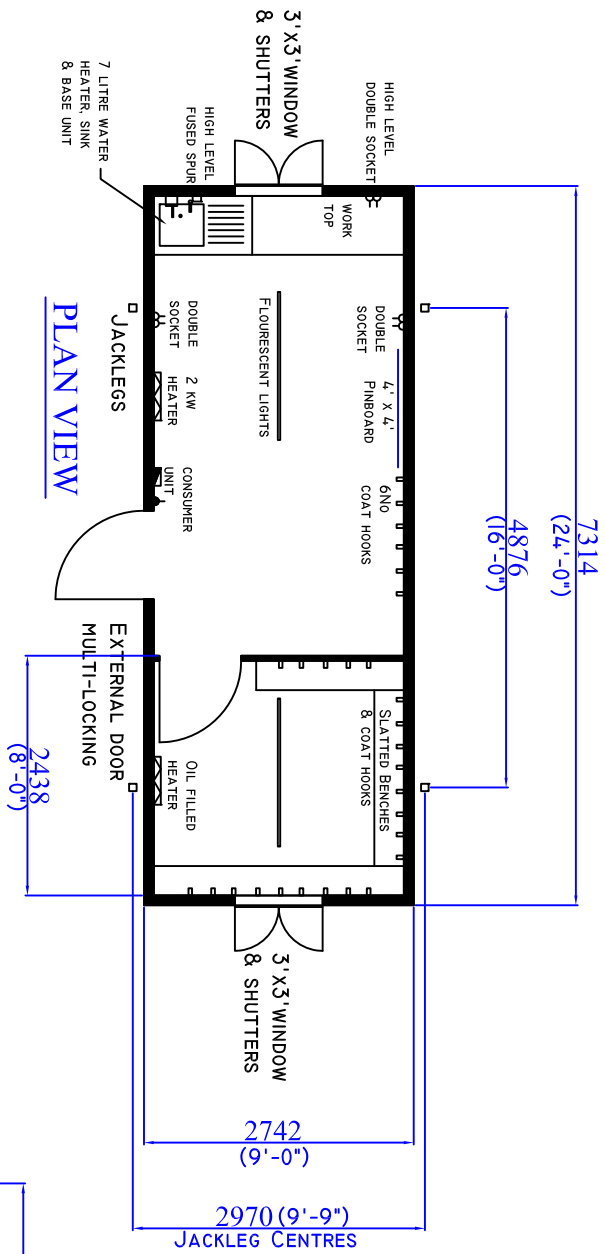 3'X3' WINDOW
& SHUTTERS
HIGH LEVEL
DOUBLE SOCKET
HIGH LEVEL
FUSED SPUR
7 LITRE WATER
HEATER, SINK
& BASE UNIT
WORK
TOP
DOUBLE
SOCKET
4' X 4'
PINBOARD
6No
COAT HOOKS
FLOURESCENT LIGHTS
DOUBLE
SOCKET
2 KW
HEATER
CONSUMER
UNIT
JACKLEGS
PLAN VIEW
EXTERNAL DOOR
MULTI-LOCKING
SLATTED BENCHES
& COAT HOOKS
OIL FILLED
HEATER
3'X3' WINDOW
& SHUTTERS
7314
(24'-0")
4876
(16'-0")
2438
(8'-0")
2742
(9'-0")
2970 (9'-9")
JACKLEG CENTRES